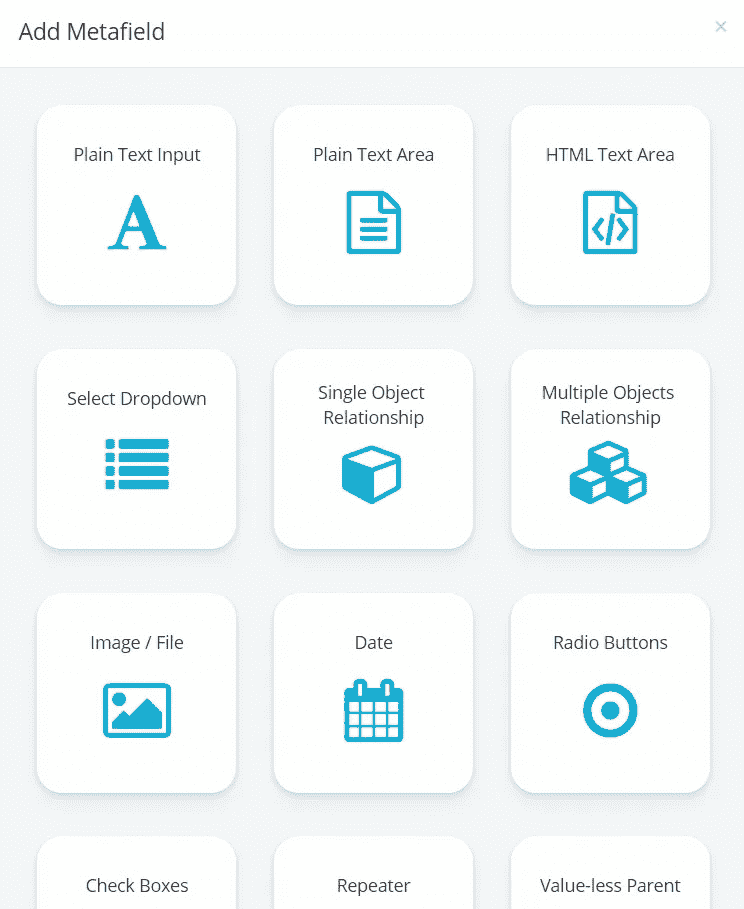 Add Metafield
×
Plain Text Input
Plain Text Area
HTML Text Area
Select Dropdown
Single Object
Relationship
Multiple Objects
Relationship
Image / File
Date
Radio Buttons
Check Boxes
Repeater
Value-less Parent